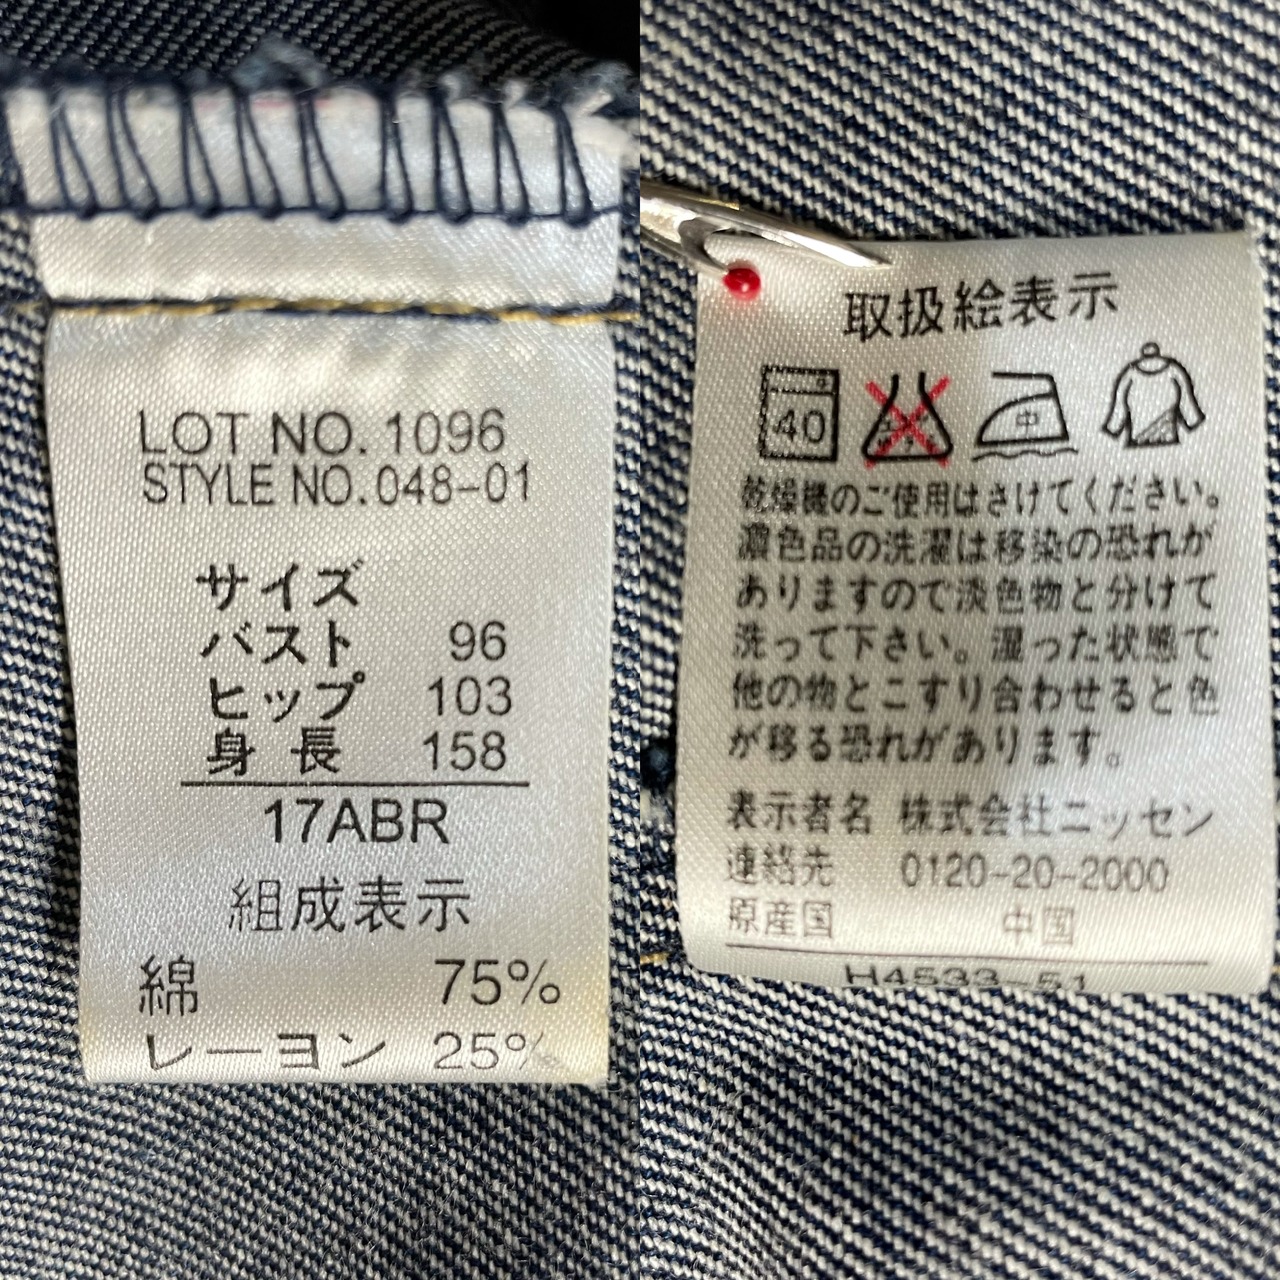 LOT NO. 1096
STYLE NO. 048-01
サイズ
バスト 96
ヒップ 103
身長 158
17ABR
組成表示
綿 75%
レーヨン 25%
取扱絵表示
40 中
乾燥機のご使用はさけてください。
濃色品の洗濯は移染の恐れが
ありますので淡色物と分けて
洗って下さい。湿った状態で
他の物とこすり合わせると色
が移る恐れがあります。
表示者名 株式会社ニッセン
連絡先 0120-20-2000
原産国 中国
H4533-51